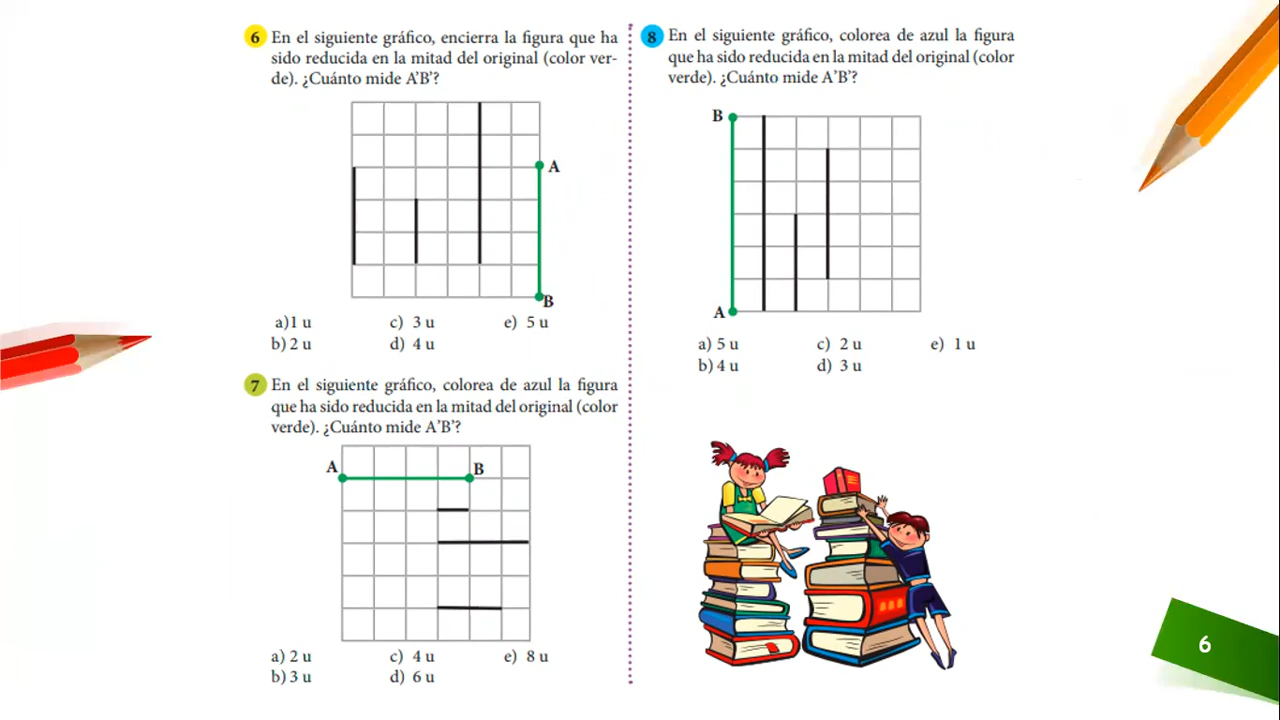 6 En el siguiente gráfico, encierra la figura que ha
sido reducida en la mitad del original (color ver-
de). ¿Cuánto mide A'B'?
A
B
a)1 u
c) 3 u
e) 5 u
b) 2 u
d) 4 u
7 En el siguiente gráfico, colorea de azul la figura
que ha sido reducida en la mitad del original (color
verde). ¿Cuánto mide A'B'?
A
B
a) 2 u
c) 4 u
e) 8 u
b) 3 u
d) 6 u
8 En el siguiente gráfico, colorea de azul la figura
que ha sido reducida en la mitad del original (color
verde). ¿Cuánto mide A'B'?
B
A
a) 5 u
c) 2 u
e) 1 u
b) 4 u
d) 3 u
6